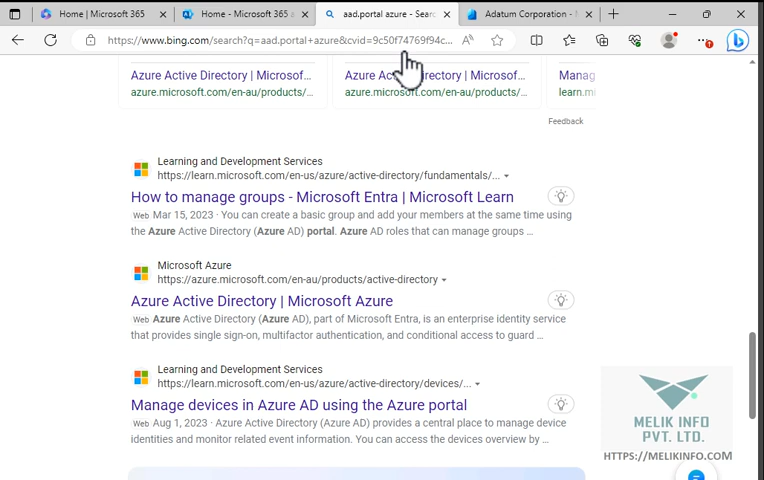 Home | Microsoft 365
Home - Microsoft 365 a
aad.portal azure - Sear
Adatum Corporation - M
https://www.bing.com/search?q=aad.portal+azure&cvid=9c50f74769f94c...
Azure Active Directory | Microsof...
Azure Active Directory | Microsof...
Manag
azure.microsoft.com/en-au/products/...
azure.microsoft.com/en-au/products/...
learn.mi
Feedback
Learning and Development Services
https://learn.microsoft.com/en-us/azure/active-directory/fundamentals/...
How to manage groups - Microsoft Entra | Microsoft Learn
Web Mar 15, 2023 · You can create a basic group and add your members at the same time using
the Azure Active Directory (Azure AD) portal. Azure AD roles that can manage groups ...
Microsoft Azure
https://azure.microsoft.com/en-au/products/active-directory
Azure Active Directory | Microsoft Azure
Web Azure Active Directory (Azure AD), part of Microsoft Entra, is an enterprise identity service
that provides single sign-on, multifactor authentication, and conditional access to guard ...
Learning and Development Services
https://learn.microsoft.com/en-us/azure/active-directory/devices/...
Manage devices in Azure AD using the Azure portal
Web Aug 1, 2023 · Azure Active Directory (Azure AD) provides a central place to manage device
identities and monitor related event information. You can access the devices overview by ...
MELIK INFO
PVT. LTD.
HTTPS://MELIKINFO.COM